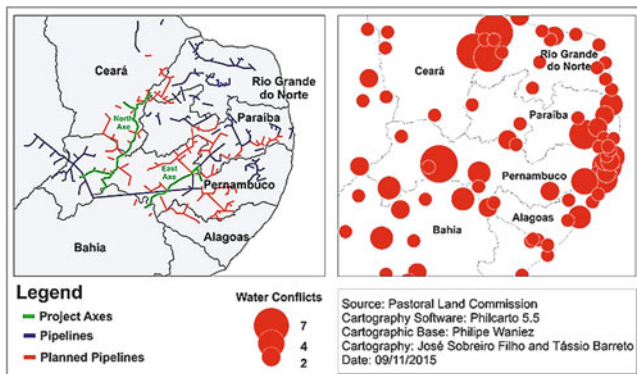 Ceará
Rio Grande
do Norte
North
Axe
Paraiba
East
Axe
Pernambuco
Alagoas
Bahia
Ceará
Rio Grande
do Norte
Paraiba
Pernambuco
Alagoas
Bahia
Legend
Project Axes
Pipelines
Planned Pipelines
Water Conflicts
7
4
2
Source: Pastoral Land Commission
Cartography Software: Philcarto 5.5
Cartographic Base: Philipe Waniez
Cartography: José Sobreiro Filho and Tássio Barreto
Date: 09/11/2015